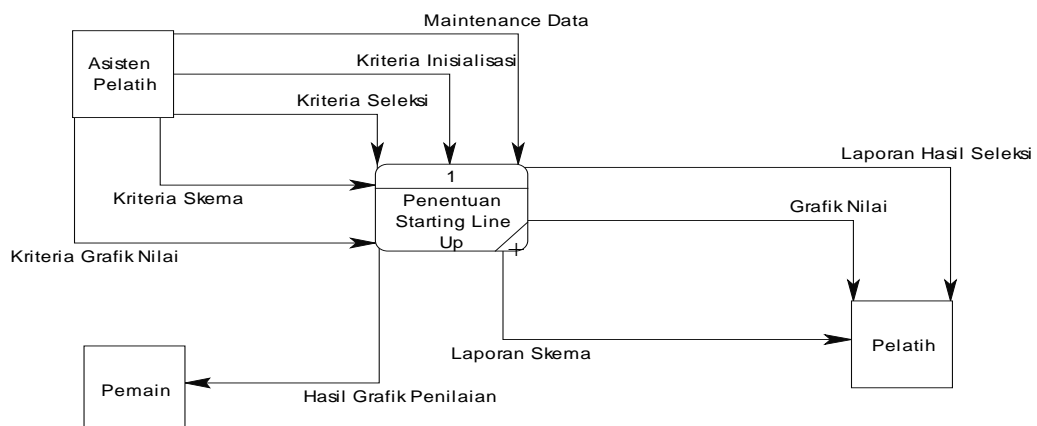 Maintenance Data
Asisten
Pelatih
Kriteria Inisialisasi
Kriteria Seleksi
Laporan Hasil Seleksi
1
Penentuan
Starting Line
Up
Kriteria Skema
Grafik Nilai
Kriteria Grafik Nilai
Laporan Skema
Pelatih
Pemain
Hasil Grafik Penilaian